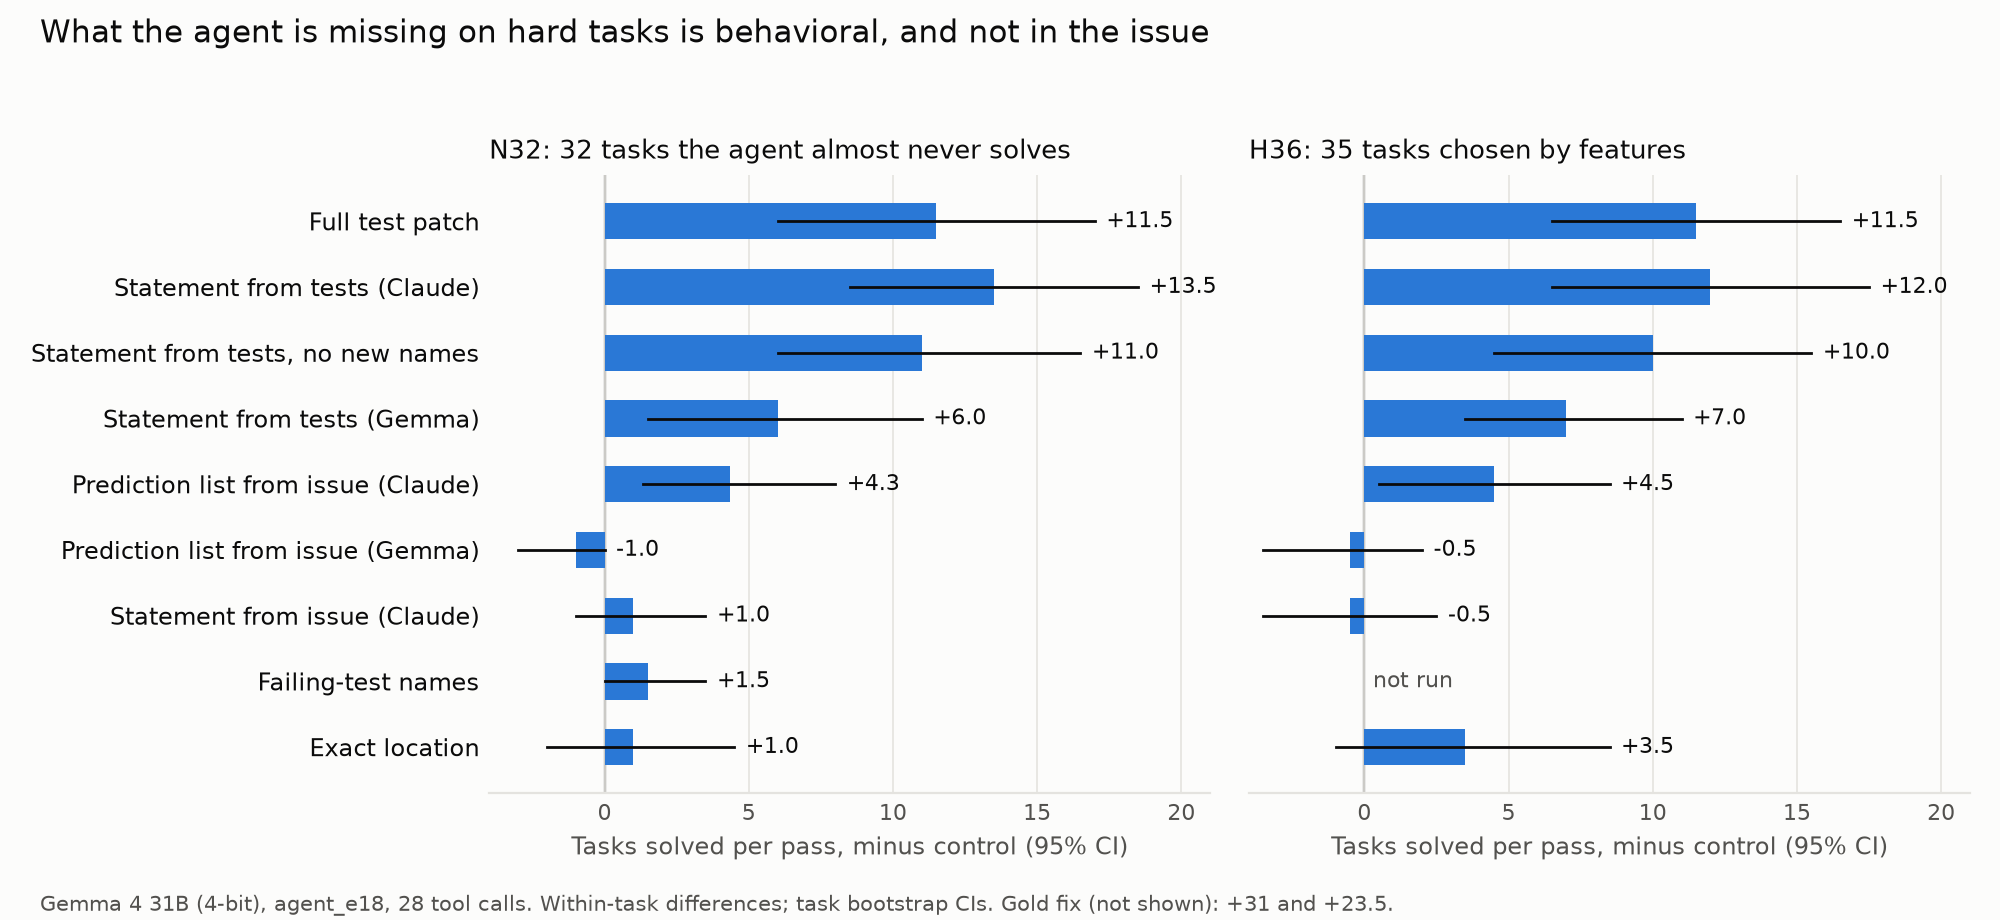 What the agent is missing on hard tasks is behavioral, and not in the issue
N32: 32 tasks the agent almost never solves
H36: 35 tasks chosen by features
Full test patch +11.5 +11.5
Statement from tests (Claude) +13.5 +12.0
Statement from tests, no new names +11.0 +10.0
Statement from tests (Gemma) +6.0 +7.0
Prediction list from issue (Claude) +4.3 +4.5
Prediction list from issue (Gemma) -1.0 -0.5
Statement from issue (Claude) +1.0 -0.5
Failing-test names +1.5 not run
Exact location +1.0 +3.5
0 5 10 15 20 0 5 10 15 20
Tasks solved per pass, minus control (95% CI)
Tasks solved per pass, minus control (95% CI)
Gemma 4 31B (4-bit), agent_e18, 28 tool calls. Within-task differences; task bootstrap CIs. Gold fix (not shown): +31 and +23.5.